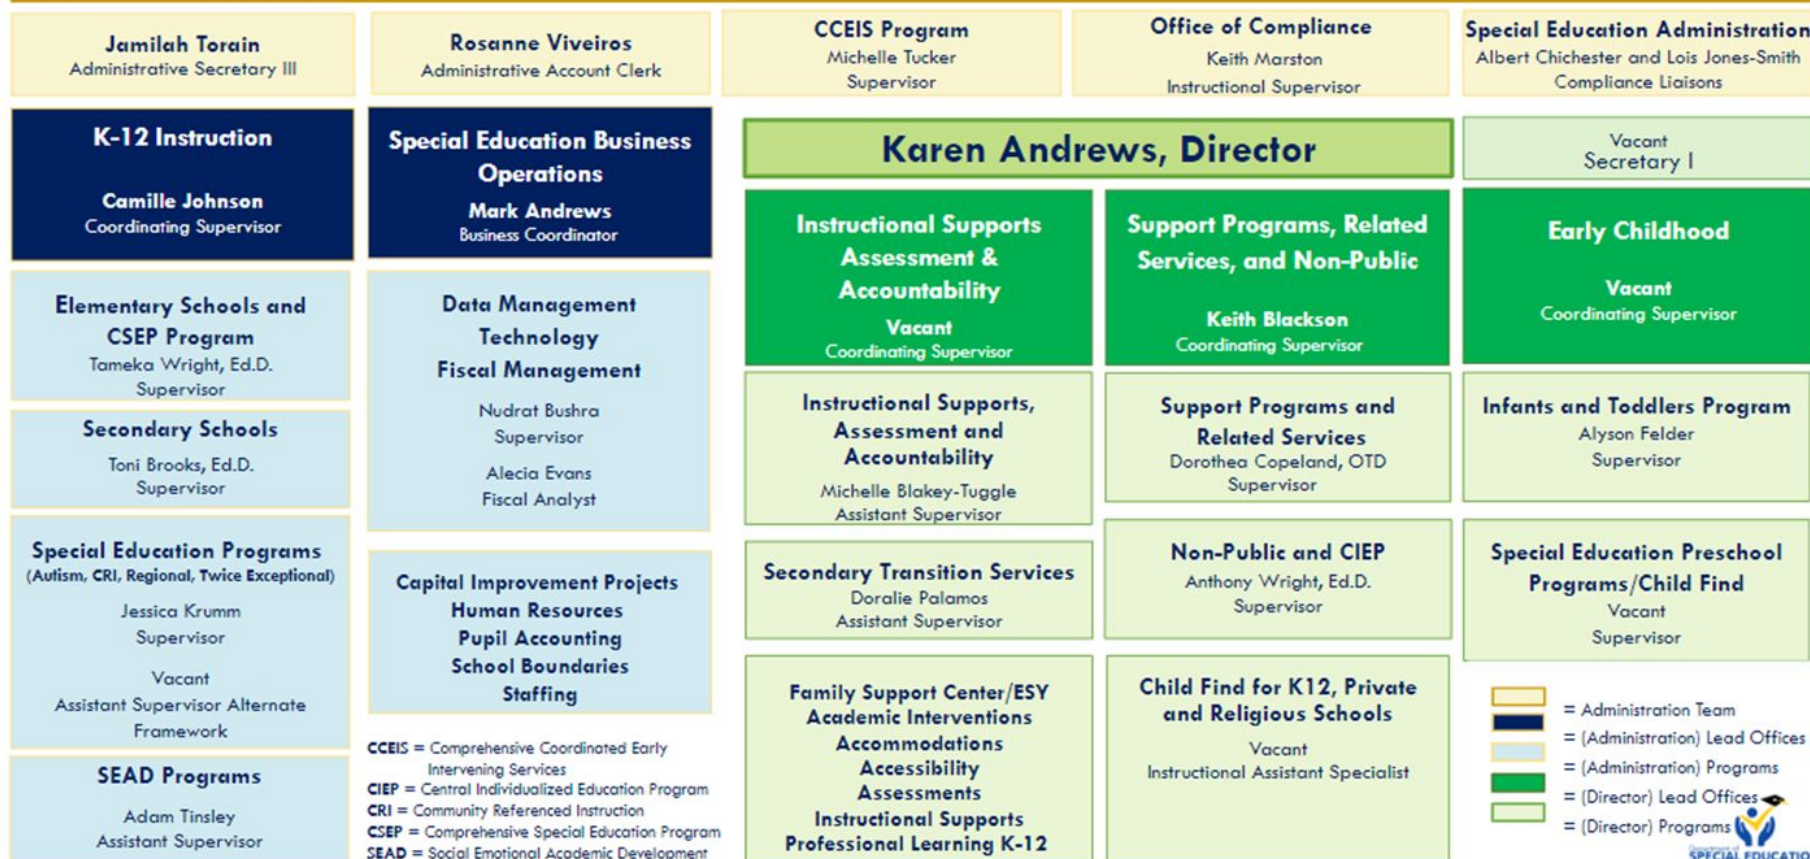 Jamilah Torain
Administrative Secretary III
Rosanne Viveiros
Administrative Account Clerk
CCEIS Program
Michelle Tucker
Supervisor
Office of Compliance
Keith Marston
Instructional Supervisor
Special Education Administration
Albert Chichester and Lois Jones-Smith
Compliance Liaisons
K-12 Instruction
Camille Johnson
Coordinating Supervisor
Elementary Schools and
CSEP Program
Tameka Wright, Ed.D.
Supervisor
Secondary Schools
Toni Brooks, Ed.D.
Supervisor
Special Education Programs
(Autism, CRI, Regional, Twice Exceptional)
Jessica Krumm
Supervisor
Vacant
Assistant Supervisor Alternate
Framework
SEAD Programs
Adam Tinsley
Assistant Supervisor
Special Education Business
Operations
Mark Andrews
Business Coordinator
Data Management
Technology
Fiscal Management
Nudrat Bushra
Supervisor
Alecia Evans
Fiscal Analyst
Capital Improvement Projects
Human Resources
Pupil Accounting
School Boundaries
Staffing
CCEIS = Comprehensive Coordinated Early
Intervening Services
CIEP = Central Individualized Education Program
CRI = Community Referenced Instruction
CSEP = Comprehensive Special Education Program
SEAD = Social Emotional Academic Development
Karen Andrews, Director
Vacant
Secretary I
Instructional Supports
Assessment &
Accountability
Vacant
Coordinating Supervisor
Instructional Supports,
Assessment and
Accountability
Michelle Blakey-Tuggle
Assistant Supervisor
Secondary Transition Services
Doralie Palamos
Assistant Supervisor
Family Support Center/ESY
Academic Interventions
Accommodations
Accessibility
Assessments
Instructional Supports
Professional Learning K-12
Support Programs, Related
Services, and Non-Public
Keith Blackson
Coordinating Supervisor
Support Programs and
Related Services
Dorothea Copeland, OTD
Supervisor
Non-Public and CIEP
Anthony Wright, Ed.D.
Supervisor
Child Find for K12, Private
and Religious Schools
Vacant
Instructional Assistant Specialist
Early Childhood
Vacant
Coordinating Supervisor
Infants and Toddlers Program
Alyson Felder
Supervisor
Special Education Preschool
Programs/Child Find
Vacant
Supervisor
= Administration Team
= (Administration) Lead Offices
= (Administration) Programs
= (Director) Lead Offices
= (Director) Programs
Department of
SPECIAL EDUCATIO